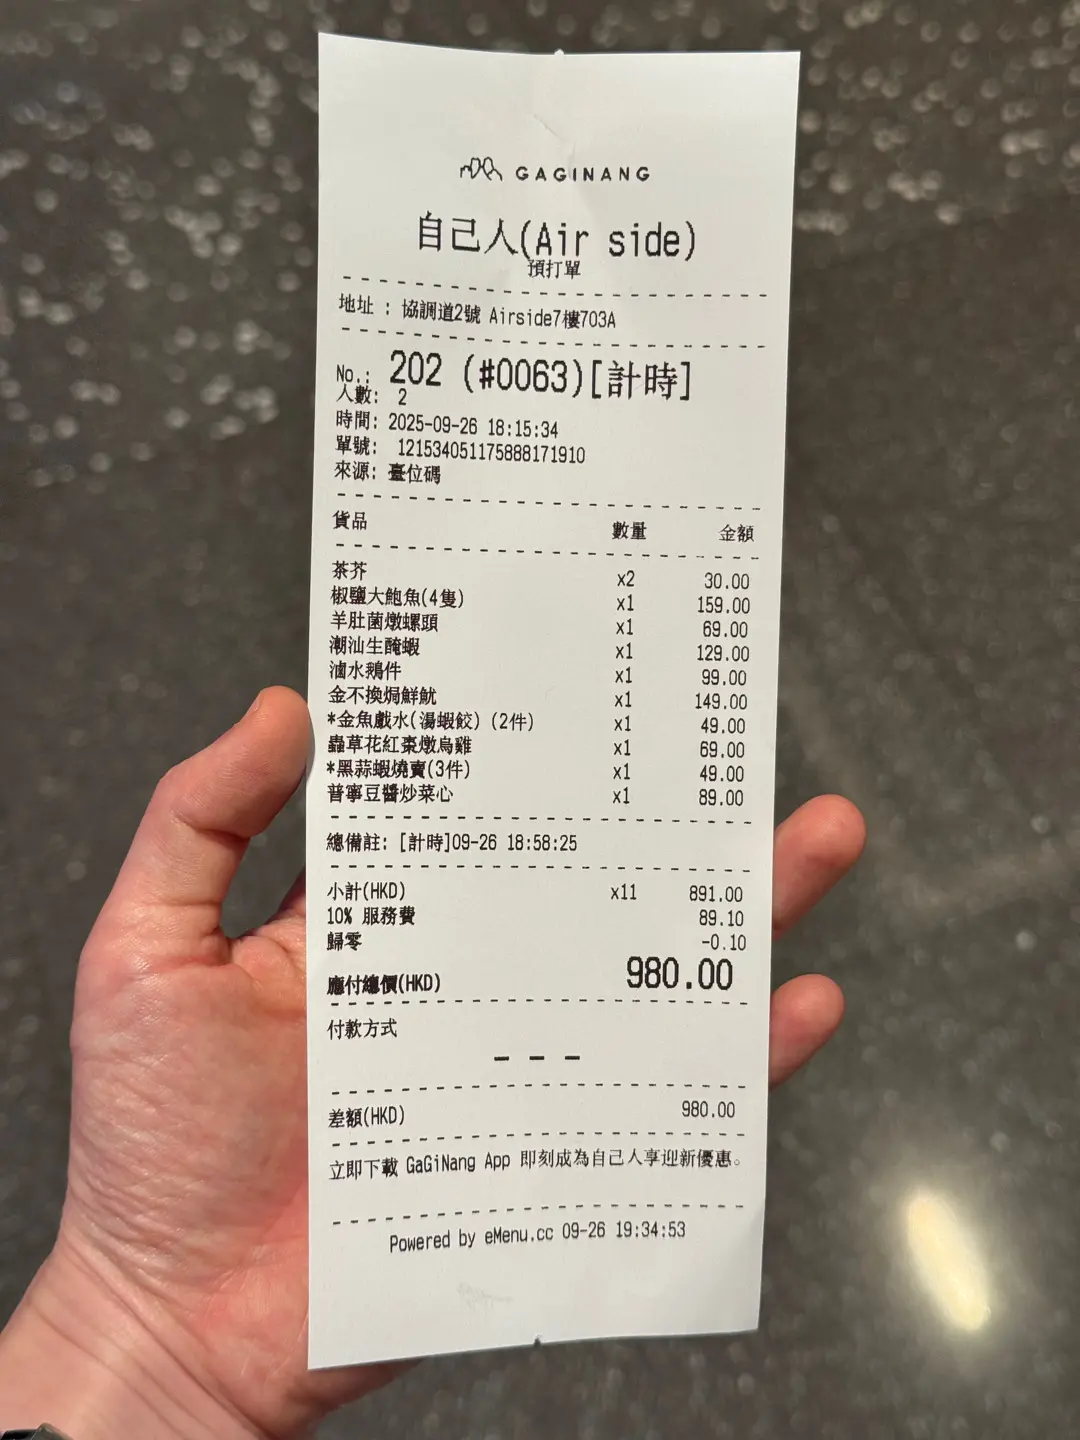 GAGINANG
自己人(Air side)
預打單
地址 : 協調道2號 Airside7樓703A
No.: 202 (#0063)[計時]
人數: 2
時間: 2025-09-26 18:15:34
單號: 121534051175888171910
來源: 臺位碼
貨品 數量 金額
茶芥 x2 30.00
椒鹽大鮑魚(4隻) x1 159.00
羊肚菌燉螺頭 x1 69.00
潮汕生醃蝦 x1 129.00
滷水鵝件 x1 99.00
金不換焗鮮魷 x1 149.00
*金魚戲水(湯蝦餃) (2件) x1 49.00
蟲草花紅棗燉烏雞 x1 69.00
*黑蒜蝦燒賣(3件) x1 49.00
普寧豆醬炒菜心 x1 89.00
總備註: [計時]09-26 18:58:25
小計(HKD) x11 891.00
10% 服務費 89.10
歸零 -0.10
應付總價(HKD) 980.00
付款方式
— — —
差額(HKD) 980.00
立即下載 GaGiNang App 即刻成為自己人享迎新優惠。
Powered by eMenu.cc 09-26 19:34:53